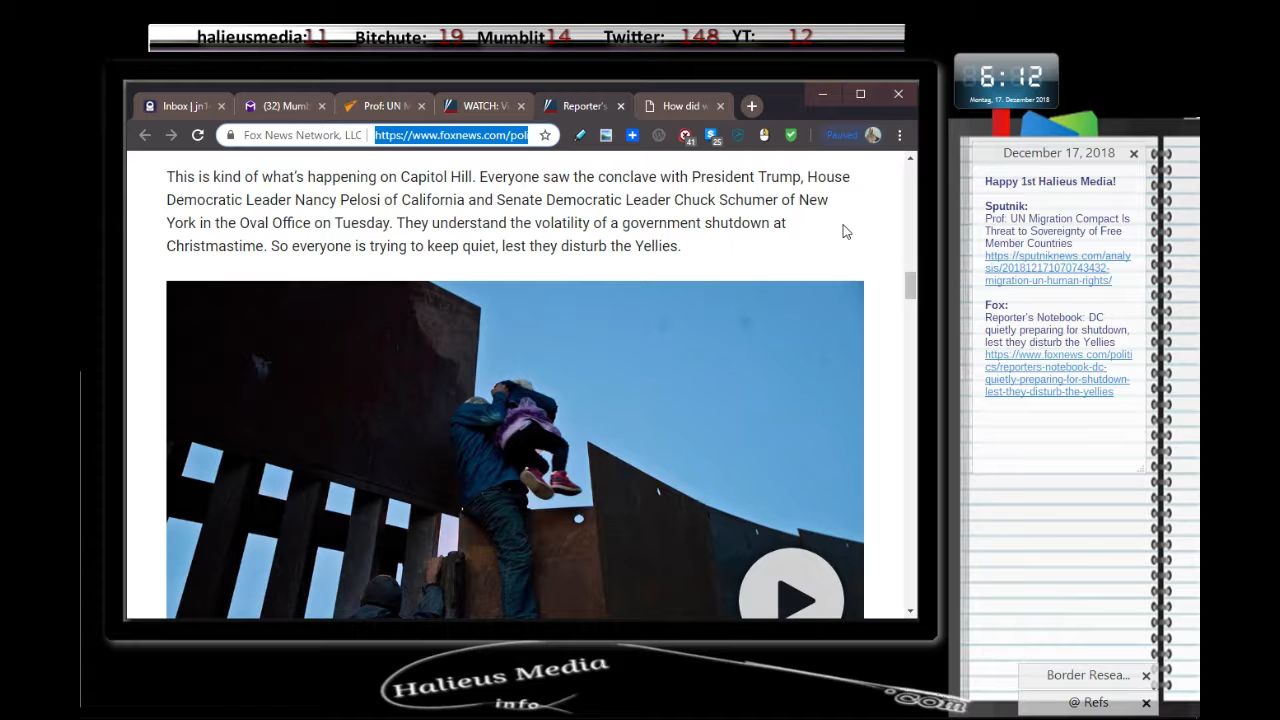 halieusmedia: 11 Bitchute: 19 Mumblit 14 Twitter: 148 YT: 12
6:12
Montag, 17. Dezember 2018
Inbox | jn1 × (32) Mum × Prof: UN M × WATCH: Vi × Reporter's × How did w ×
Fox News Network, LLC | https://www.foxnews.com/poli
41 25 Paused
This is kind of what's happening on Capitol Hill. Everyone saw the conclave with President Trump, House
Democratic Leader Nancy Pelosi of California and Senate Democratic Leader Chuck Schumer of New
York in the Oval Office on Tuesday. They understand the volatility of a government shutdown at
Christmastime. So everyone is trying to keep quiet, lest they disturb the Yellies.
December 17, 2018
Happy 1st Halieus Media!
Sputnik:
Prof: UN Migration Compact Is
Threat to Sovereignty of Free
Member Countries
https://sputniknews.com/analy
sis/201812171070743432-
migration-un-human-rights/
Fox:
Reporter's Notebook: DC
quietly preparing for shutdown,
lest they disturb the Yellies
https://www.foxnews.com/politi
cs/reporters-notebook-dc-
quietly-preparing-for-shutdown-
lest-they-disturb-the-yellies
Border Resea...
@ Refs
Halieus Media
info
.com